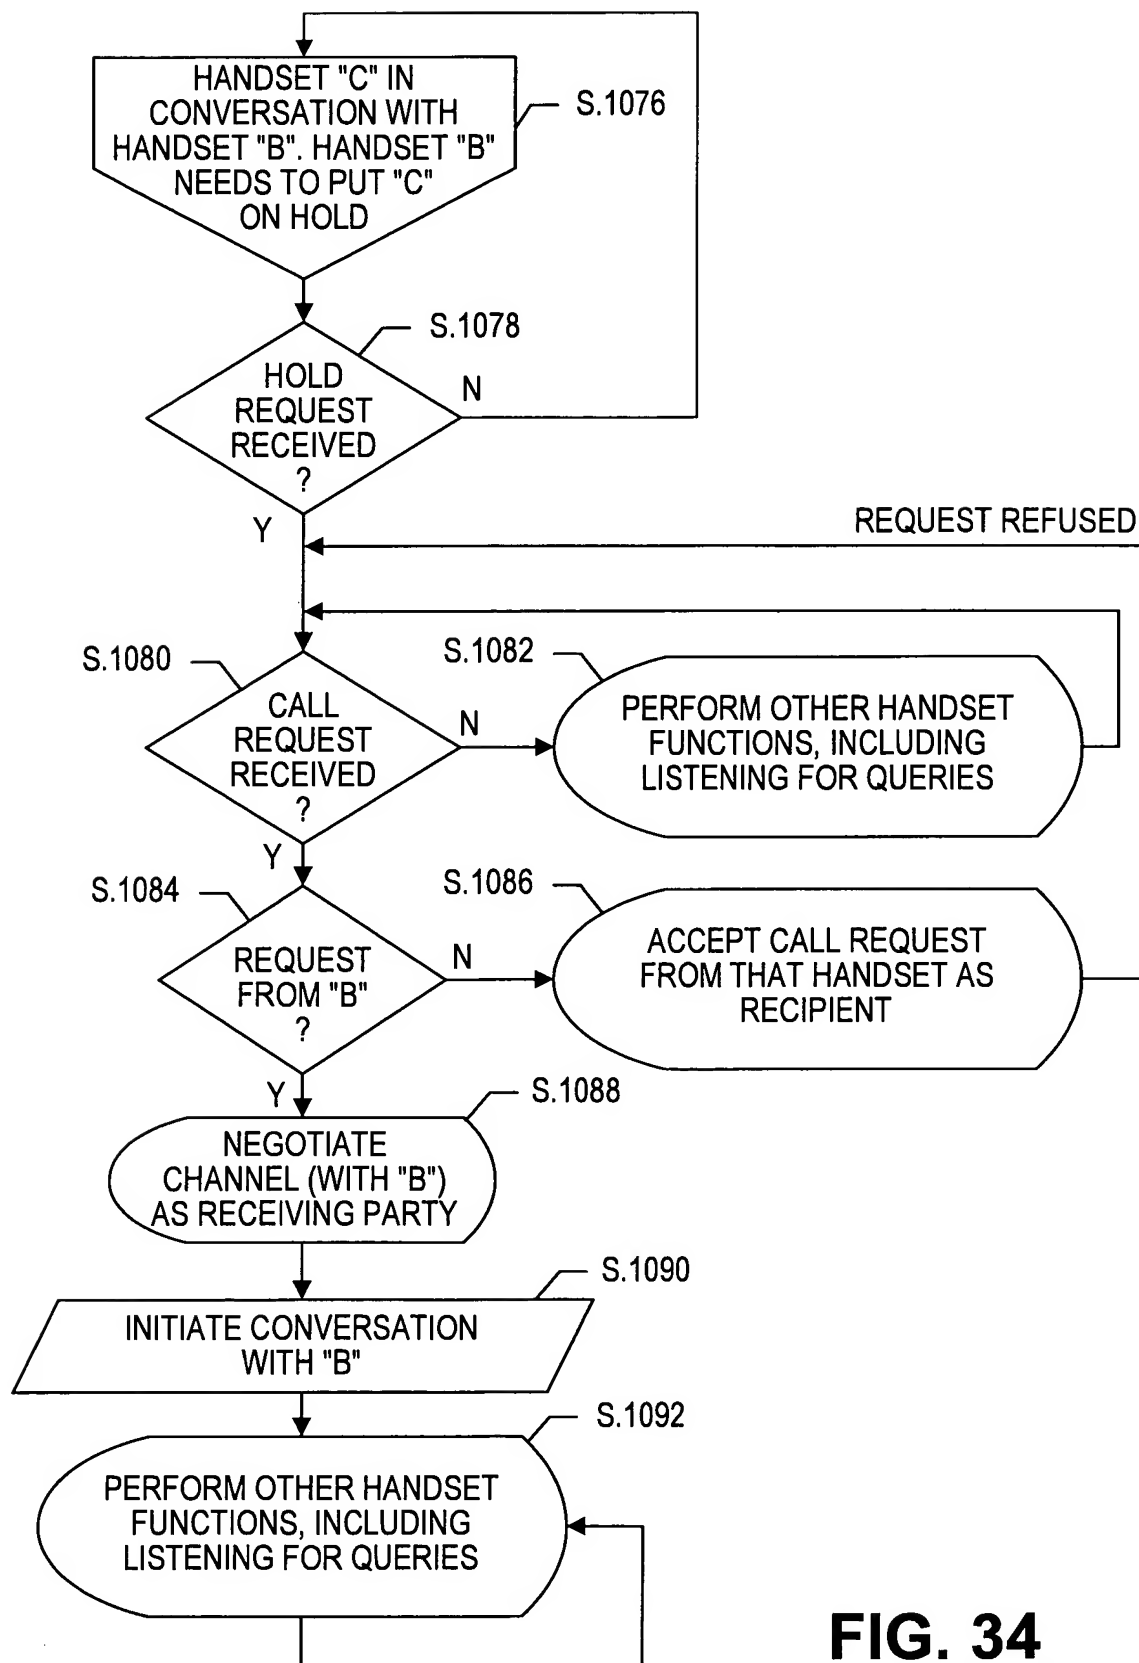 HANDSET "C" IN
CONVERSATION WITH
HANDSET "B". HANDSET "B"
NEEDS TO PUT "C"
ON HOLD
S.1076
S.1078
HOLD
REQUEST
RECEIVED
?
N
Y
REQUEST REFUSED
S.1080
CALL
REQUEST
RECEIVED
?
N
Y
S.1082
PERFORM OTHER HANDSET
FUNCTIONS, INCLUDING
LISTENING FOR QUERIES
S.1084
REQUEST
FROM "B"
?
N
Y
S.1086
ACCEPT CALL REQUEST
FROM THAT HANDSET AS
RECIPIENT
S.1088
NEGOTIATE
CHANNEL (WITH "B")
AS RECEIVING PARTY
S.1090
INITIATE CONVERSATION
WITH "B"
S.1092
PERFORM OTHER HANDSET
FUNCTIONS, INCLUDING
LISTENING FOR QUERIES
FIG. 34